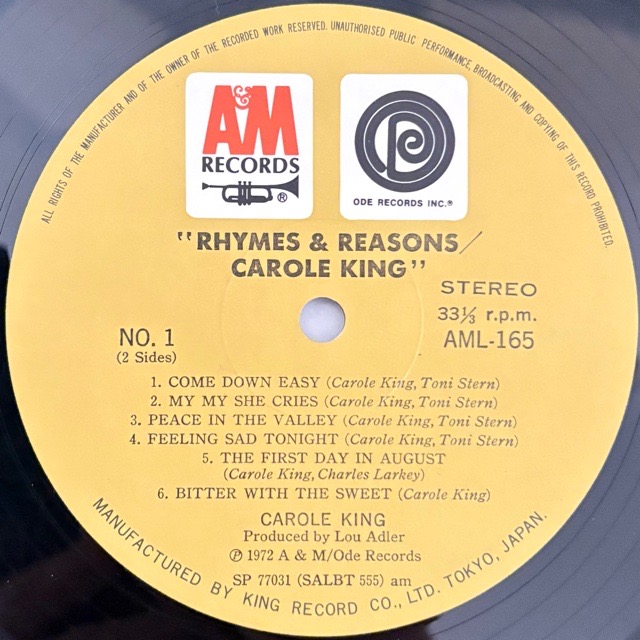 ALL RIGHTS OF THE MANUFACTURER AND OF THE OWNER OF THE RECORDED WORK RESERVED. UNAUTHORISED PUBLIC PERFORMANCE, BROADCASTING AND COPYING OF THIS RECORD PROHIBITED.
A&M
RECORDS
®
ODE RECORDS INC.®
"RHYMES & REASONS/
CAROLE KING"
STEREO
33⅓ r.p.m.
AML-165
NO. 1
(2 Sides)
1. COME DOWN EASY (Carole King, Toni Stern)
2. MY MY SHE CRIES (Carole King, Toni Stern)
3. PEACE IN THE VALLEY (Carole King, Toni Stern)
4. FEELING SAD TONIGHT (Carole King, Toni Stern)
5. THE FIRST DAY IN AUGUST
(Carole King, Charles Larkey)
6. BITTER WITH THE SWEET (Carole King)
CAROLE KING
Produced by Lou Adler
℗ 1972 A & M/Ode Records
SP 77031 (SALBT 555) am
MANUFACTURED BY KING RECORD CO., LTD. TOKYO, JAPAN.